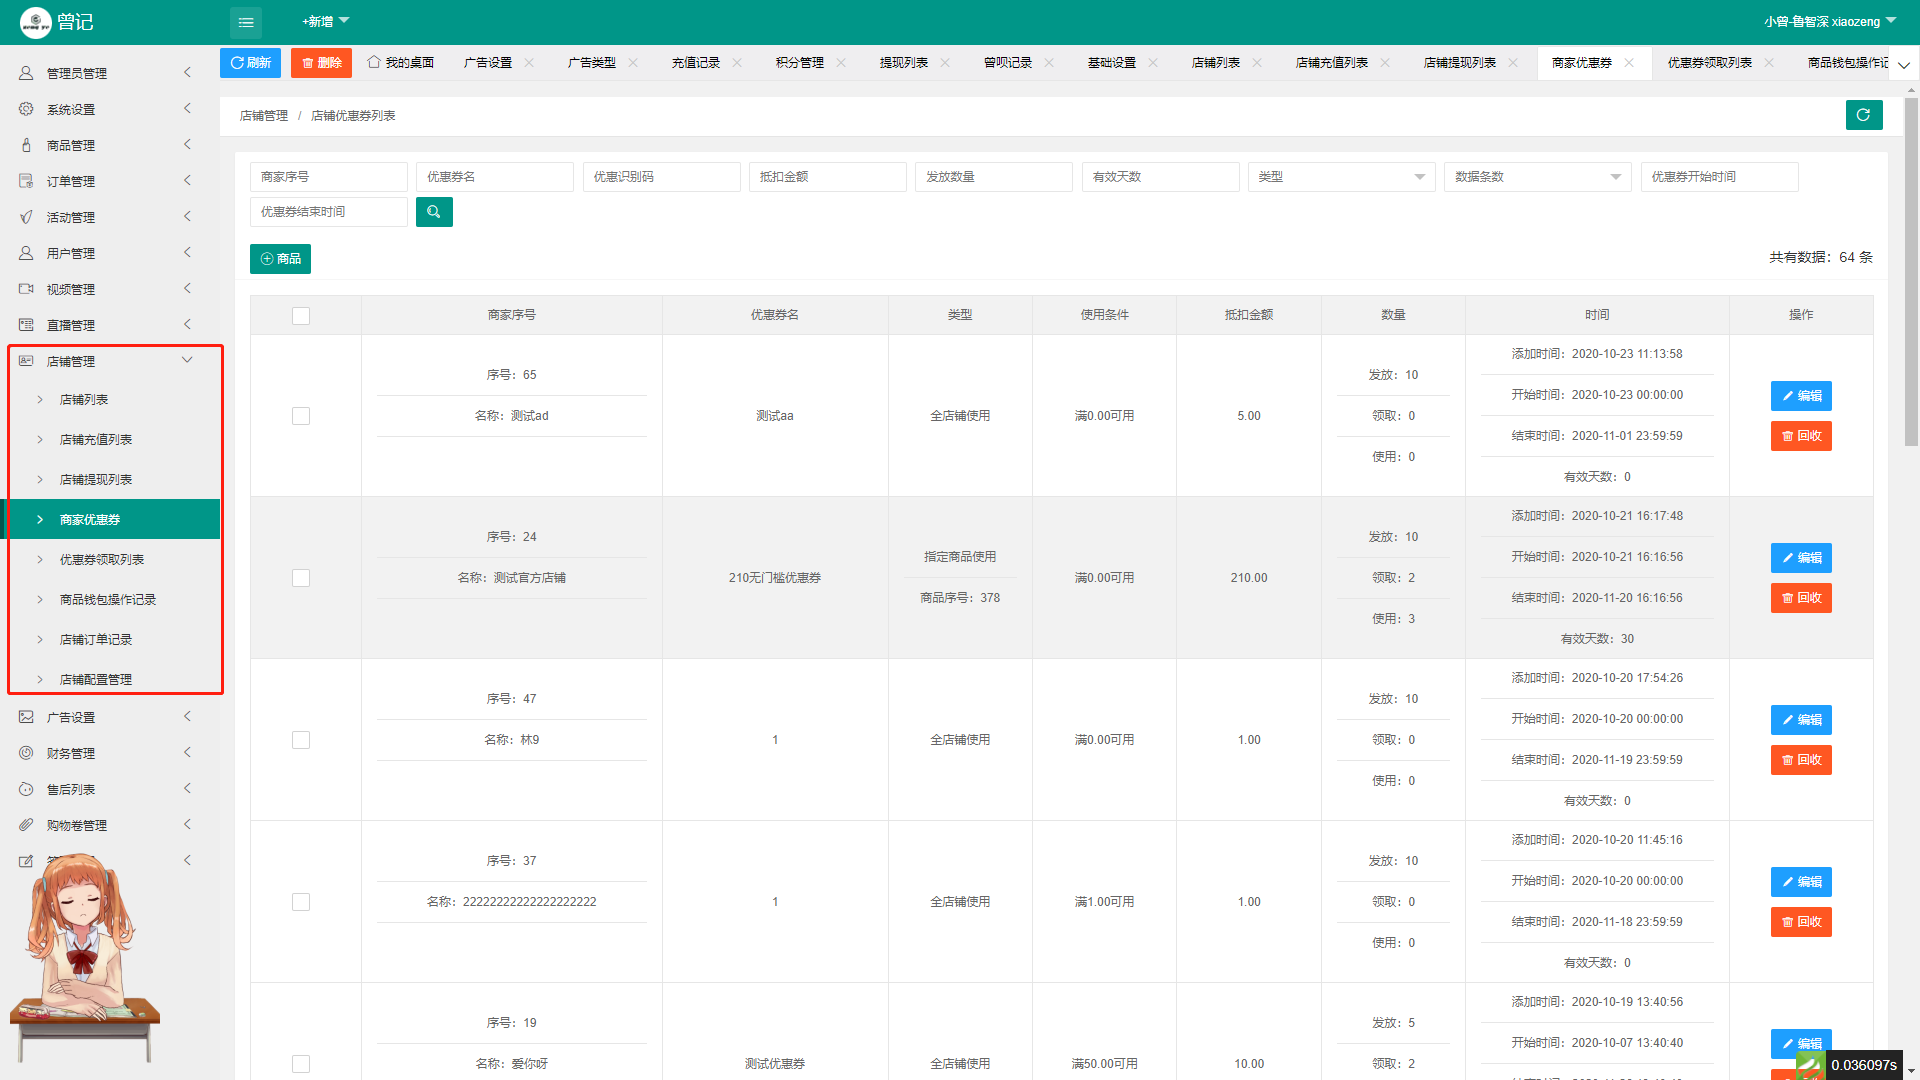 曾记
+新增
小曾-鲁智深 xiaozeng
刷新
删除
我的桌面
广告设置
广告类型
充值记录
积分管理
提现列表
曾呗记录
基础设置
店铺列表
店铺充值列表
店铺提现列表
商家优惠券
优惠券领取列表
商品钱包操作记
管理员管理
系统设置
商品管理
订单管理
活动管理
用户管理
视频管理
直播管理
店铺管理
店铺列表
店铺充值列表
店铺提现列表
商家优惠券
优惠券领取列表
商品钱包操作记录
店铺订单记录
店铺配置管理
广告设置
财务管理
售后列表
购物卷管理
店铺管理 / 店铺优惠券列表
商家序号
优惠券名
优惠识别码
抵扣金额
发放数量
有效天数
类型
数据条数
优惠券开始时间
优惠券结束时间
商品
共有数据：64 条
商家序号 优惠券名 类型 使用条件 抵扣金额 数量 时间 操作
序号：65
名称：测试ad
测试aa
全店铺使用
满0.00可用
5.00
发放：10
领取：0
使用：0
添加时间：2020-10-23 11:13:58
开始时间：2020-10-23 00:00:00
结束时间：2020-11-01 23:59:59
有效天数：0
编辑
回收
序号：24
名称：测试官方店铺
210无门槛优惠券
指定商品使用
商品序号：378
满0.00可用
210.00
发放：10
领取：2
使用：3
添加时间：2020-10-21 16:17:48
开始时间：2020-10-21 16:16:56
结束时间：2020-11-20 16:16:56
有效天数：30
编辑
回收
序号：47
名称：林9
1
全店铺使用
满0.00可用
1.00
发放：10
领取：0
使用：0
添加时间：2020-10-20 17:54:26
开始时间：2020-10-20 00:00:00
结束时间：2020-11-19 23:59:59
有效天数：0
编辑
回收
序号：37
名称：22222222222222222222
1
全店铺使用
满1.00可用
1.00
发放：10
领取：0
使用：0
添加时间：2020-10-20 11:45:16
开始时间：2020-10-20 00:00:00
结束时间：2020-11-18 23:59:59
有效天数：0
编辑
回收
序号：19
名称：爱你呀
测试优惠券
全店铺使用
满50.00可用
10.00
发放：5
领取：2
添加时间：2020-10-19 13:40:56
开始时间：2020-10-07 13:40:40
编辑
0.036097s